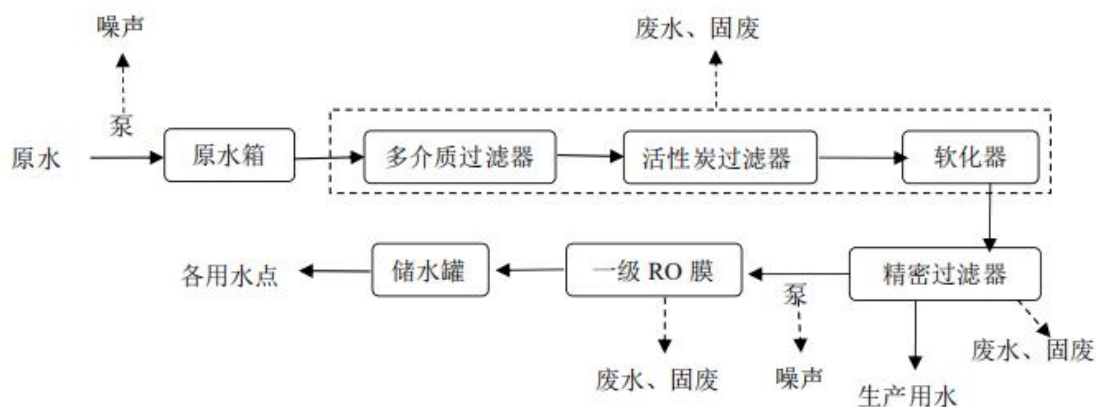 噪声
废水、固废
泵
原水
原水箱
多介质过滤器
活性炭过滤器
软化器
各用水点
储水罐
一级 RO 膜
泵
精密过滤器
废水、固废
噪声
生产用水
废水、固废